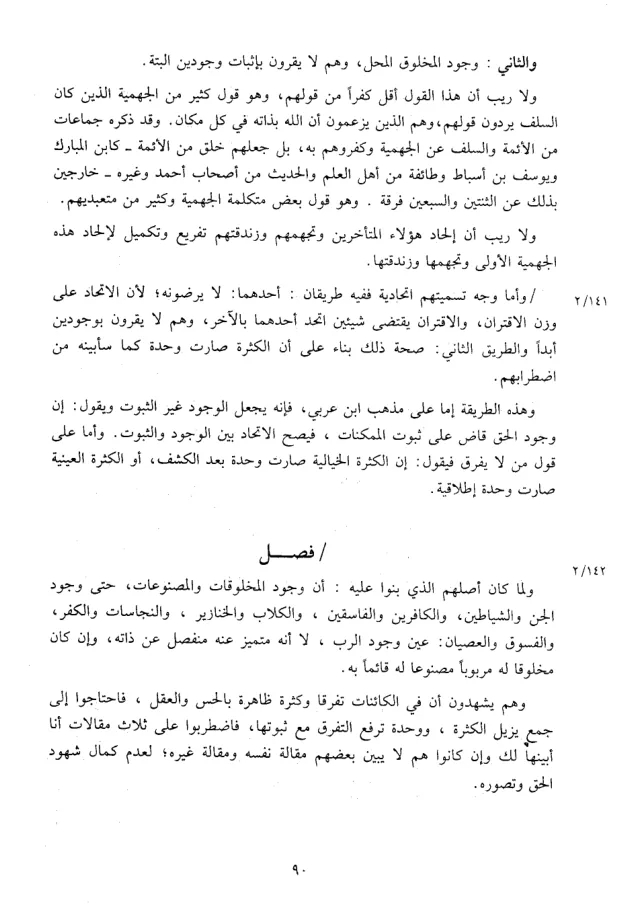 والثاني : وجود المخلوق المحل، وهم لا يقرون بإثبات وجودين البتة.
ولا ريب أن هذا القول أقل كفراً من قولهم، وهو قول كثير من الجهمية الذين كان
السلف يردون قولهم،وهم الذين يزعمون أن الله بذاته في كل مكان. وقد ذكره جماعات
من الأئمة والسلف عن الجهمية وكفروهم به، بل جعلهم خلق من الأئمة ـ كابن المبارك
ويوسف بن أسباط وطائفة من أهل العلم والحديث من أصحاب أحمد وغيره ـ خارجين
بذلك عن الثنتين والسبعين فرقة . وهو قول بعض متكلمة الجهمية وكثير من متعبديهم.
ولا ريب أن إلحاد هؤلاء المتأخرين وتجهمهم وزندقتهم تفريع وتكميل لإلحاد هذه
الجهمية الأولى وتجهمها وزندقتها.
٢/١٤١ /وأما وجه تسميتهم اتحادية ففيه طريقان : أحدهما: لا يرضونه؛ لأن الاتحاد على
وزن الاقتران، والاقتران يقتضى شيئين اتحد أحدهما بالآخر، وهم لا يقرون بوجودين
أبداً والطريق الثاني: صحة ذلك بناء على أن الكثرة صارت وحدة كما سأبينه من
اضطرابهم.
وهذه الطريقة إما على مذهب ابن عربي، فإنه يجعل الوجود غير الثبوت ويقول: إن
وجود الحق قاض على ثبوت الممكنات ، فيصح الاتحاد بين الوجود والثبوت. وأما على
قول من لا يفرق فيقول: إن الكثرة الخيالية صارت وحدة بعد الكشف، أو الكثرة العينية
صارت وحدة إطلاقية.
٢/١٤٢ / فصـــل
ولما كان أصلهم الذي بنوا عليه : أن وجود المخلوقات والمصنوعات، حتى وجود
الجن والشياطين، والكافرين والفاسقين ، والكلاب والخنازير ، والنجاسات والكفر،
والفسوق والعصيان: عين وجود الرب ، لا أنه متميز عنه منفصل عن ذاته، وإن كان
مخلوقا له مربوباً مصنوعا له قائماً به.
وهم يشهدون أن في الكائنات تفرقا وكثرة ظاهرة بالحس والعقل ، فاحتاجوا إلى
جمع يزيل الكثرة ، ووحدة ترفع التفرق مع ثبوتها، فاضطربوا على ثلاث مقالات أنا
أبينها لك وإن كانوا هم لا يبين بعضهم مقالة نفسه ومقالة غيره؛ لعدم كمال شهود
الحق وتصوره.
٩٠